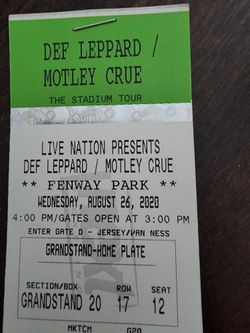 DEF LEPPARD /
MOTLEY CRUE
THE STADIUM TOUR
LIVE NATION PRESENTS
DEF LEPPARD / MOTLEY CRUE
** FENWAY PARK **
WEDNESDAY, AUGUST 26, 2020
4:00 PM/GATES OPEN AT 3:00 PM
ENTER GATE D - JERSEY/VAN NESS
GRANDSTAND-HOME PLATE
SECTION/BOX ROW SEAT
GRANDSTAND 20 17 12
MKTCM GP8